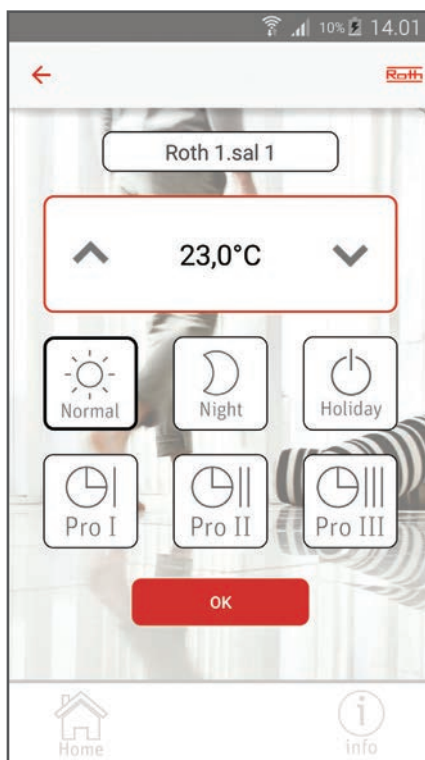 10% 14.01
Roth
Roth 1.sal 1
23,0°C
Normal Night Holiday
Pro I Pro II Pro III
OK
Home info